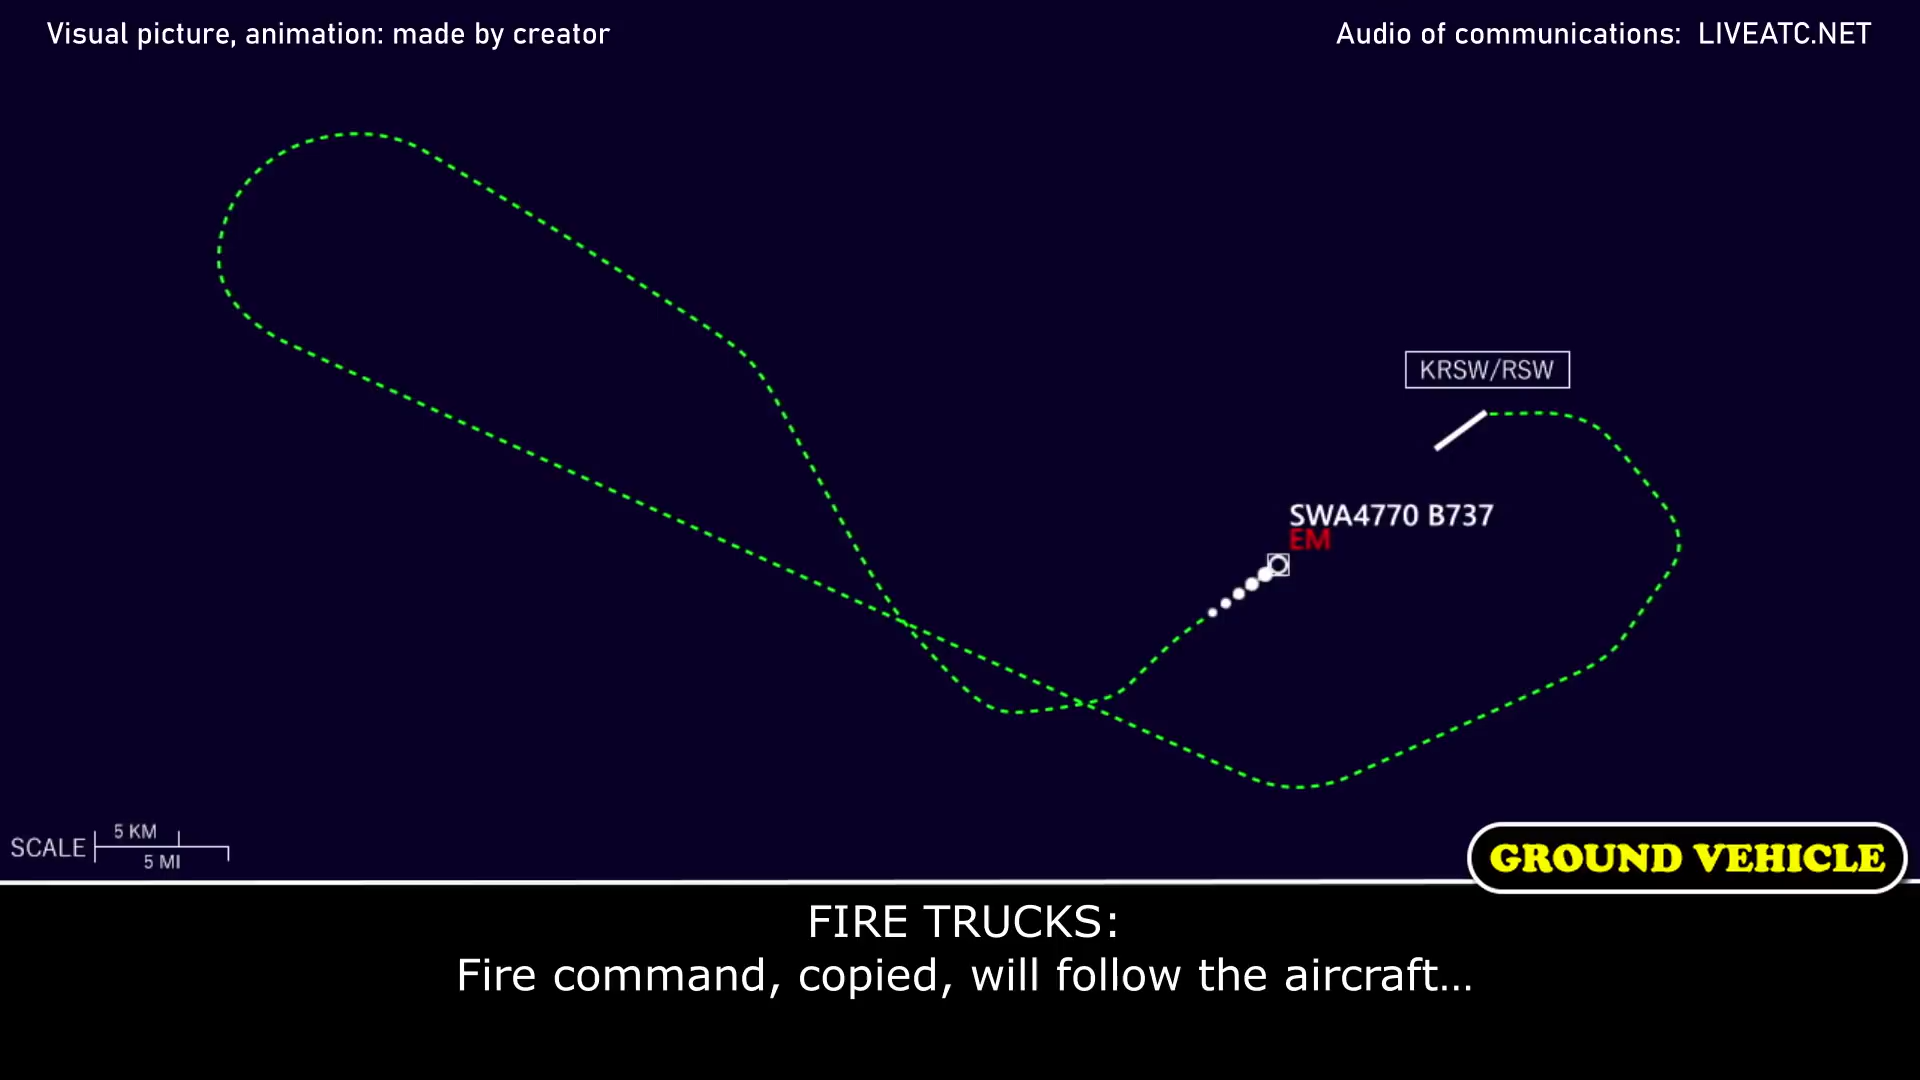 Visual picture, animation: made by creator
Audio of communications: LIVEATC.NET
KRSW/RSW
SWA4770 B737
EM
SCALE
5 KM
5 MI
GROUND VEHICLE
FIRE TRUCKS:
Fire command, copied, will follow the aircraft...